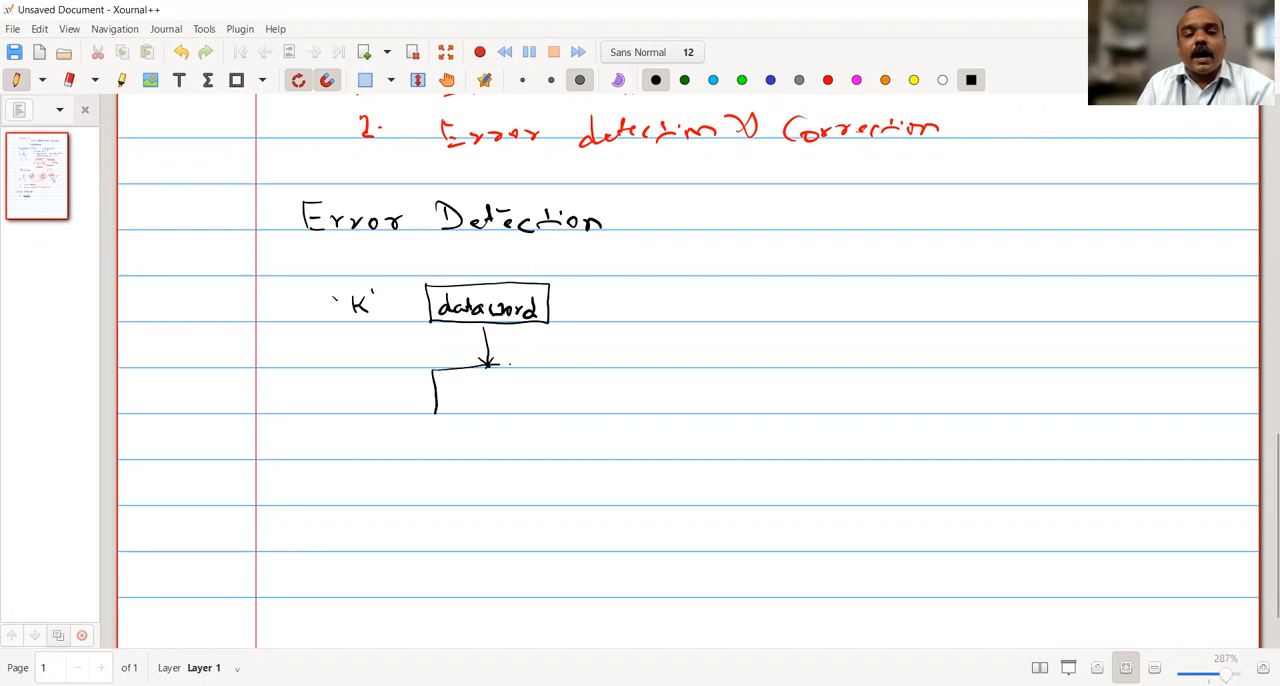 Unsaved Document - Xournal++
File Edit View Navigation Journal Tools Plugin Help
Sans Normal 12
2. Error detection & Correction
Error Detection
'K' dataword
Page 1 of 1 Layer Layer 1 287%